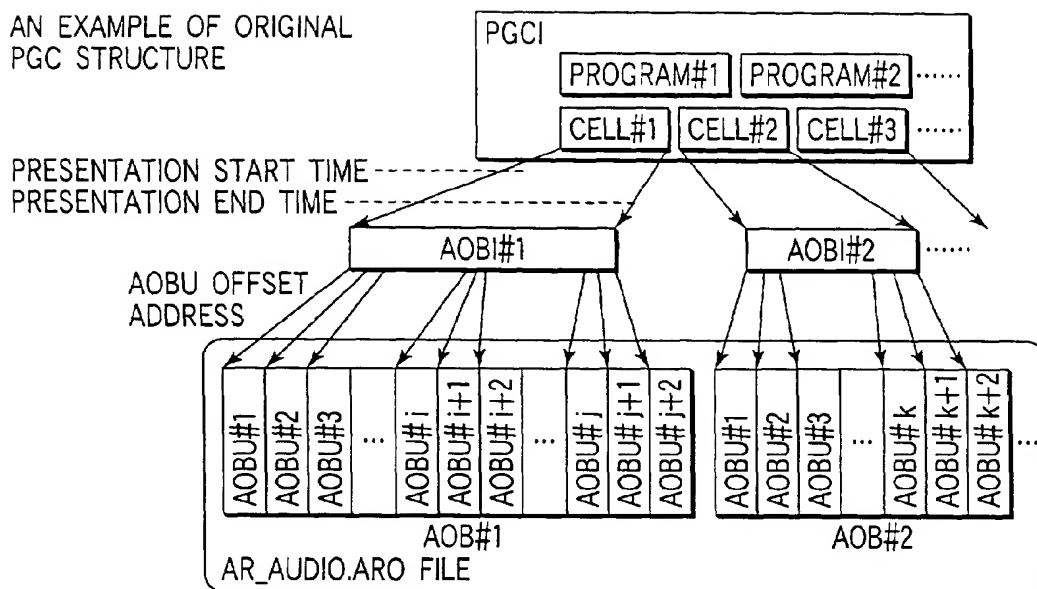 AN EXAMPLE OF ORIGINAL
PGC STRUCTURE
PGCI
PROGRAM#1 PROGRAM#2 ......
CELL#1 CELL#2 CELL#3 ......
PRESENTATION START TIME
PRESENTATION END TIME
AOBI#1 AOBI#2 ......
AOBU OFFSET
ADDRESS
AOBU#1 AOBU#2 AOBU#3 ... AOBU#i AOBU#i+1 AOBU#i+2 ... AOBU#j AOBU#j+1 AOBU#j+2 AOBU#1 AOBU#2 AOBU#3 ... AOBU#k AOBU#k+1 AOBU#k+2 ...
AOB#1 AOB#2
AR_AUDIO.ARO FILE